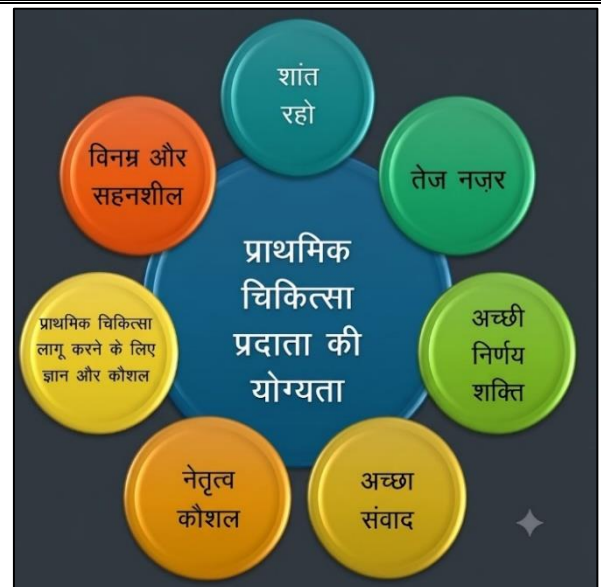 प्राथमिक
चिकित्सा
प्रदाता की
योग्यता
शांत
रहो
तेज नज़र
अच्छी
निर्णय
शक्ति
अच्छा
संवाद
नेतृत्व
कौशल
प्राथमिक चिकित्सा
लागू करने के लिए
ज्ञान और कौशल
विनम्र और
सहनशील